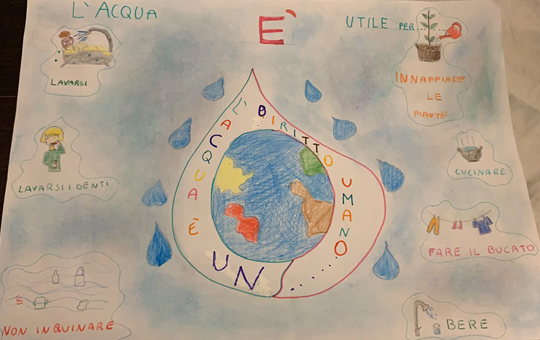 L'ACQUA
È
UTILE PER.....
LAVARSI
INNAFFIARE
LE
PIANTE
LAVARSI I DENTI
CUCINARE
L'ACQUA È UN DIRITTO UMANO.......
FARE IL BUCATO
NON INQUINARE
BERE